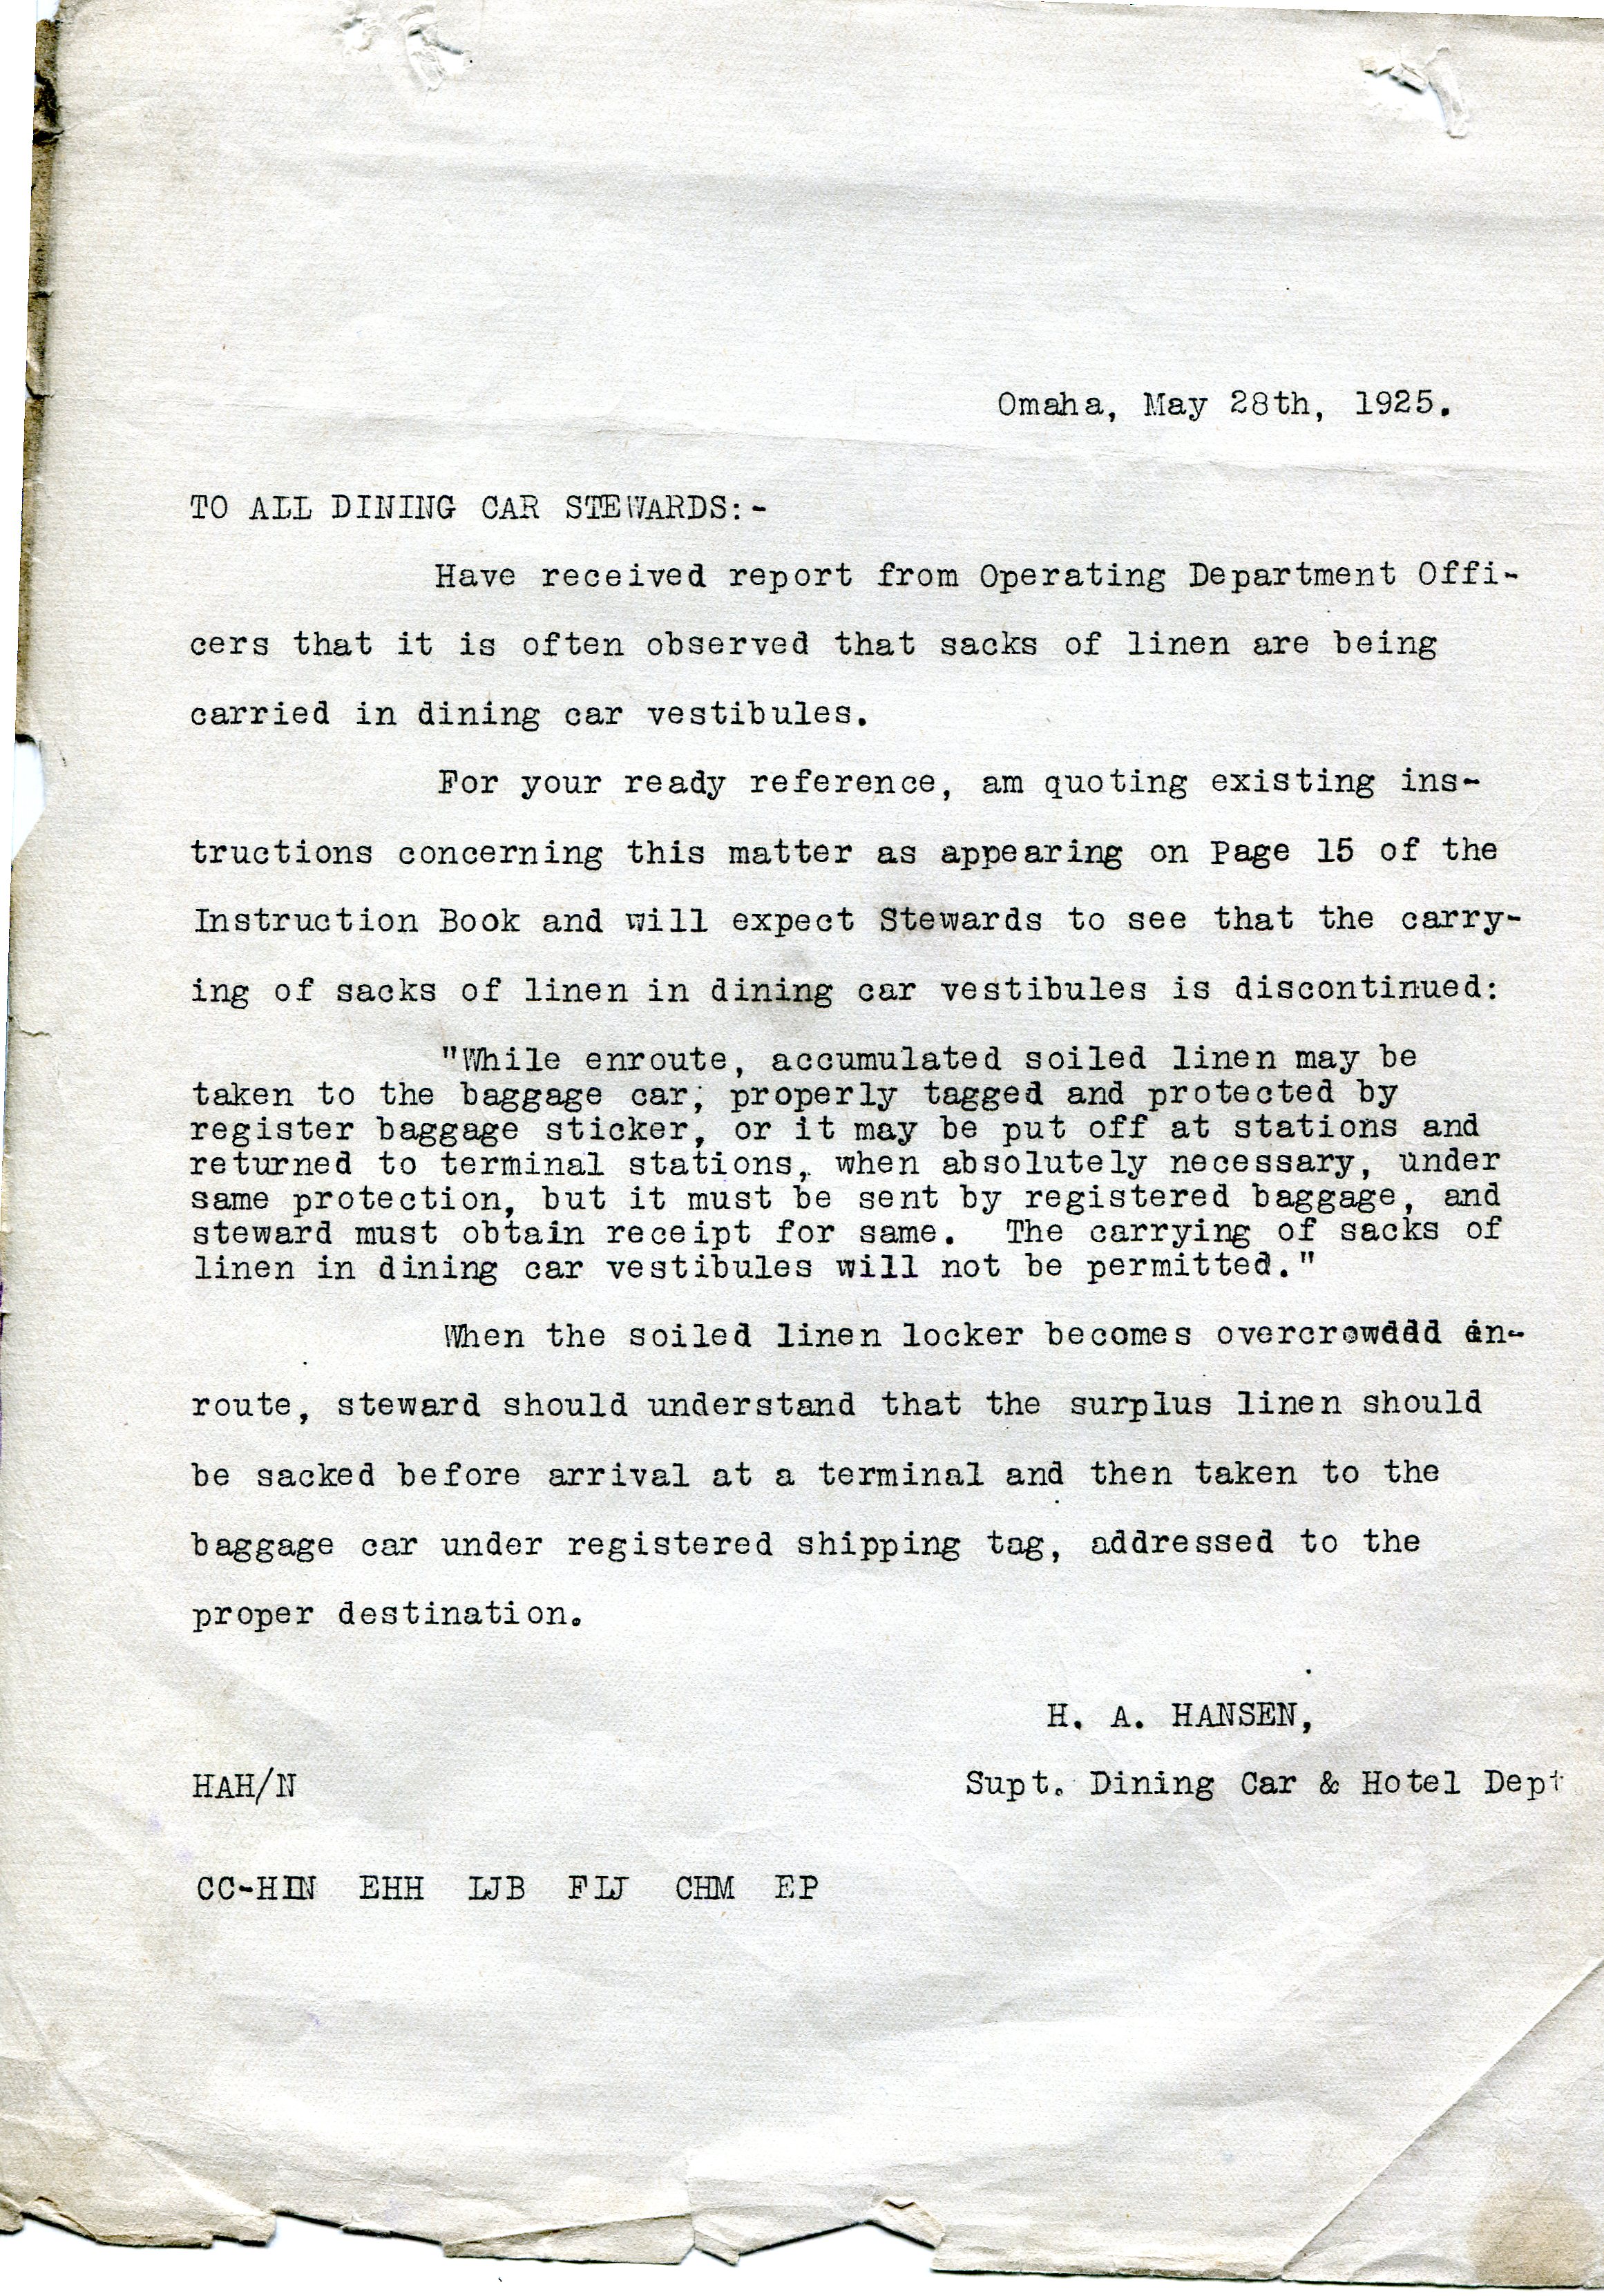 Omaha, May 28th, 1925.
TO ALL DINING CAR STEWARDS:-
Have received report from Operating Department Offi-
cers that it is often observed that sacks of linen are being
carried in dining car vestibules.
For your ready reference, am quoting existing ins-
tructions concerning this matter as appearing on Page 15 of the
Instruction Book and will expect Stewards to see that the carry-
ing of sacks of linen in dining car vestibules is discontinued:
"While enroute, accumulated soiled linen may be
taken to the baggage car, properly tagged and protected by
register baggage sticker, or it may be put off at stations and
returned to terminal stations, when absolutely necessary, under
same protection, but it must be sent by registered baggage, and
steward must obtain receipt for same. The carrying of sacks of
linen in dining car vestibules will not be permitted."
When the soiled linen locker becomes overcrowded en-
route, steward should understand that the surplus linen should
be sacked before arrival at a terminal and then taken to the
baggage car under registered shipping tag, addressed to the
proper destination.
H. A. HANSEN,
HAH/N Supt. Dining Car & Hotel Dept
CC-HIN EHH LJB FLJ CHM EP